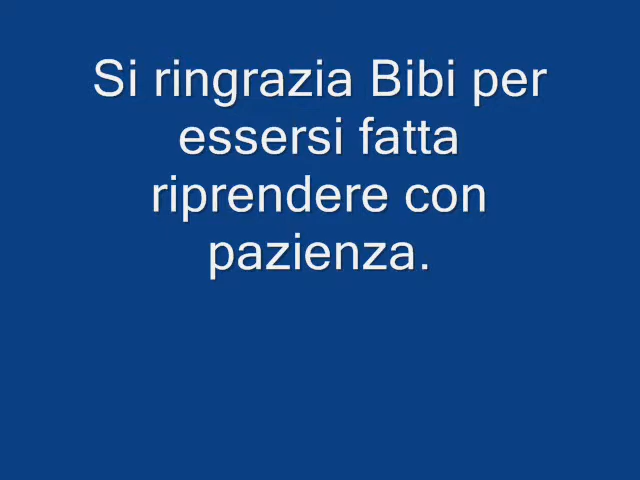 Si ringrazia Bibi per
essersi fatta
riprendere con
pazienza.